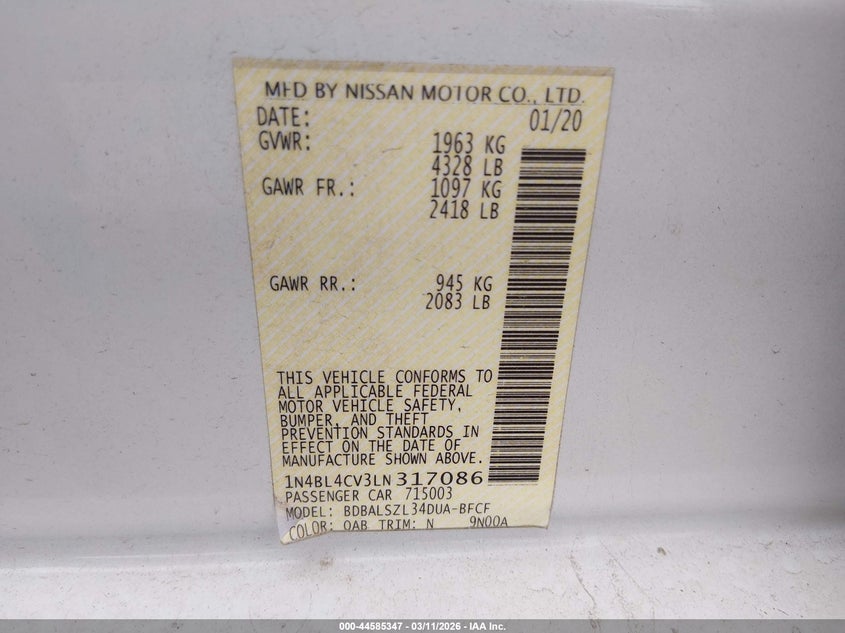 MFD BY NISSAN MOTOR CO., LTD.
DATE: 01/20
GVWR: 1963 KG
4328 LB
GAWR FR.: 1097 KG
2418 LB
GAWR RR.: 945 KG
2083 LB
THIS VEHICLE CONFORMS TO
ALL APPLICABLE FEDERAL
MOTOR VEHICLE SAFETY,
BUMPER, AND THEFT
PREVENTION STANDARDS IN
EFFECT ON THE DATE OF
MANUFACTURE SHOWN ABOVE.
1N4BL4CV3LN317086
PASSENGER CAR 715003
MODEL: BDBALSZL34DUA-BFCF
COLOR: QAB TRIM: N 9N00A
000-44585347 - 03/11/2026 - IAA Inc.